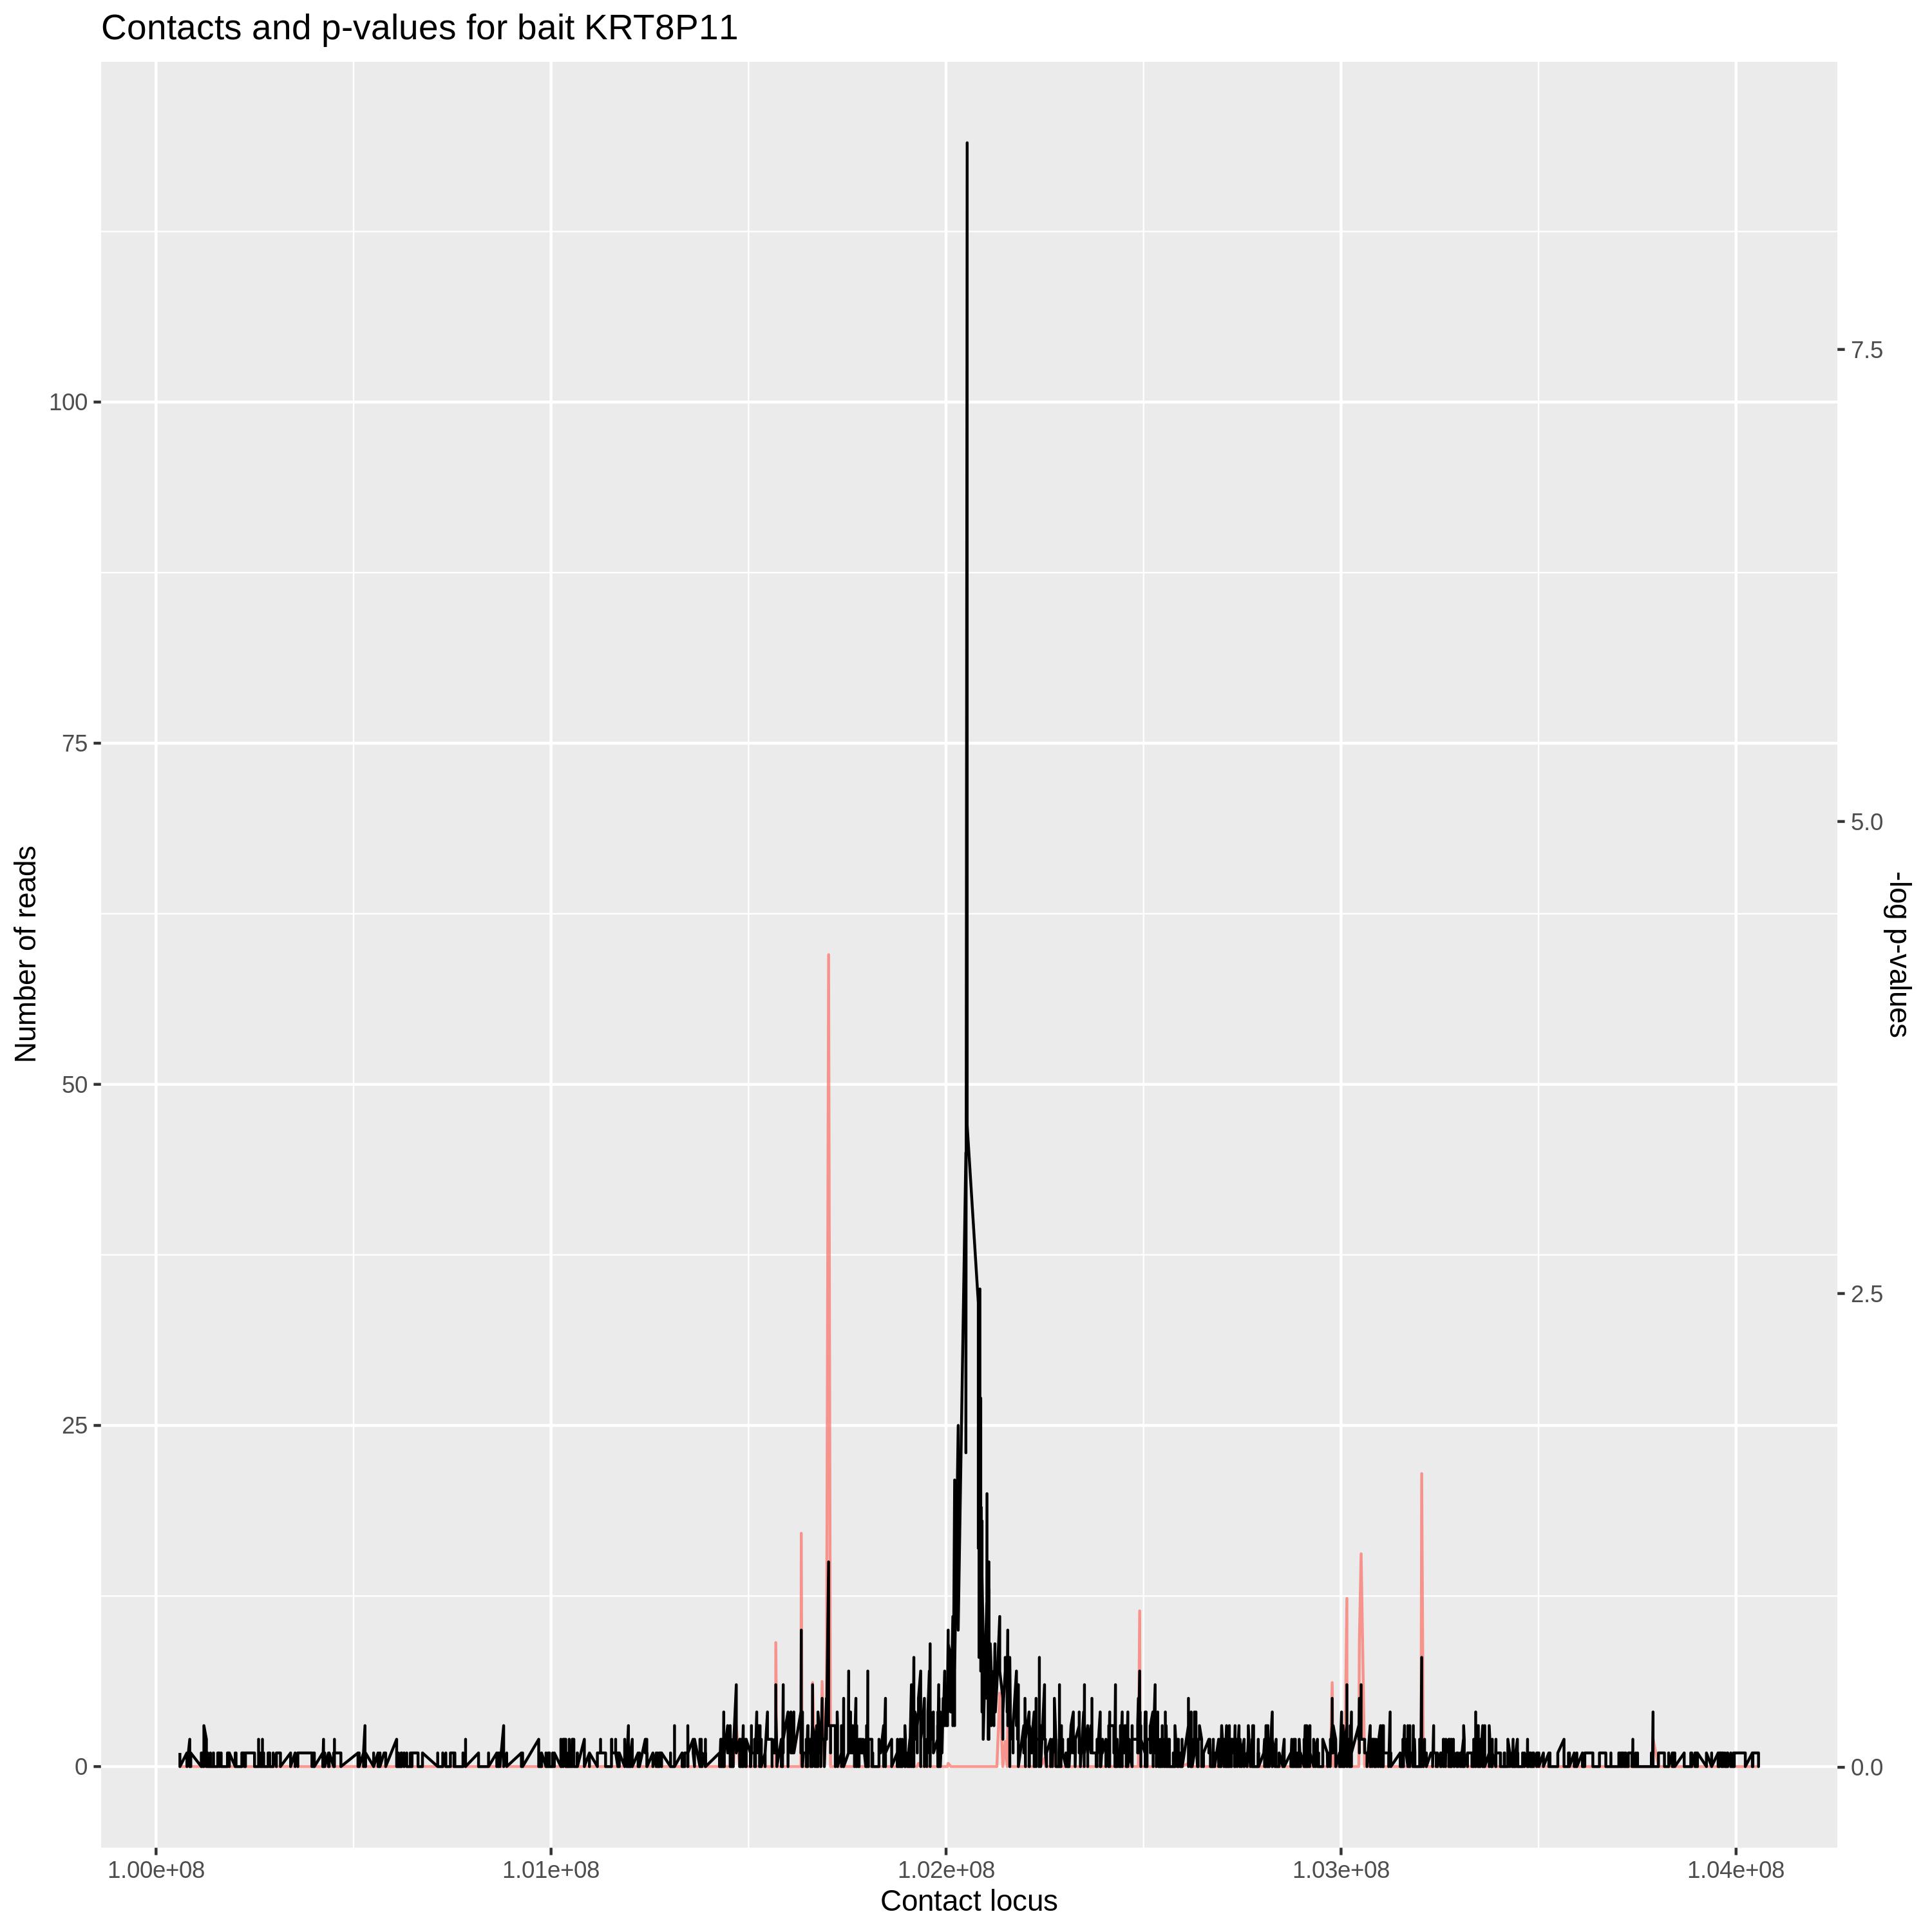 Contacts and p-values for bait KRT8P11
Number of reads
100
75
50
25
0
7.5
5.0
2.5
0.0
-log p-values
1.00e+08
1.01e+08
1.02e+08
1.03e+08
1.04e+08
Contact locus